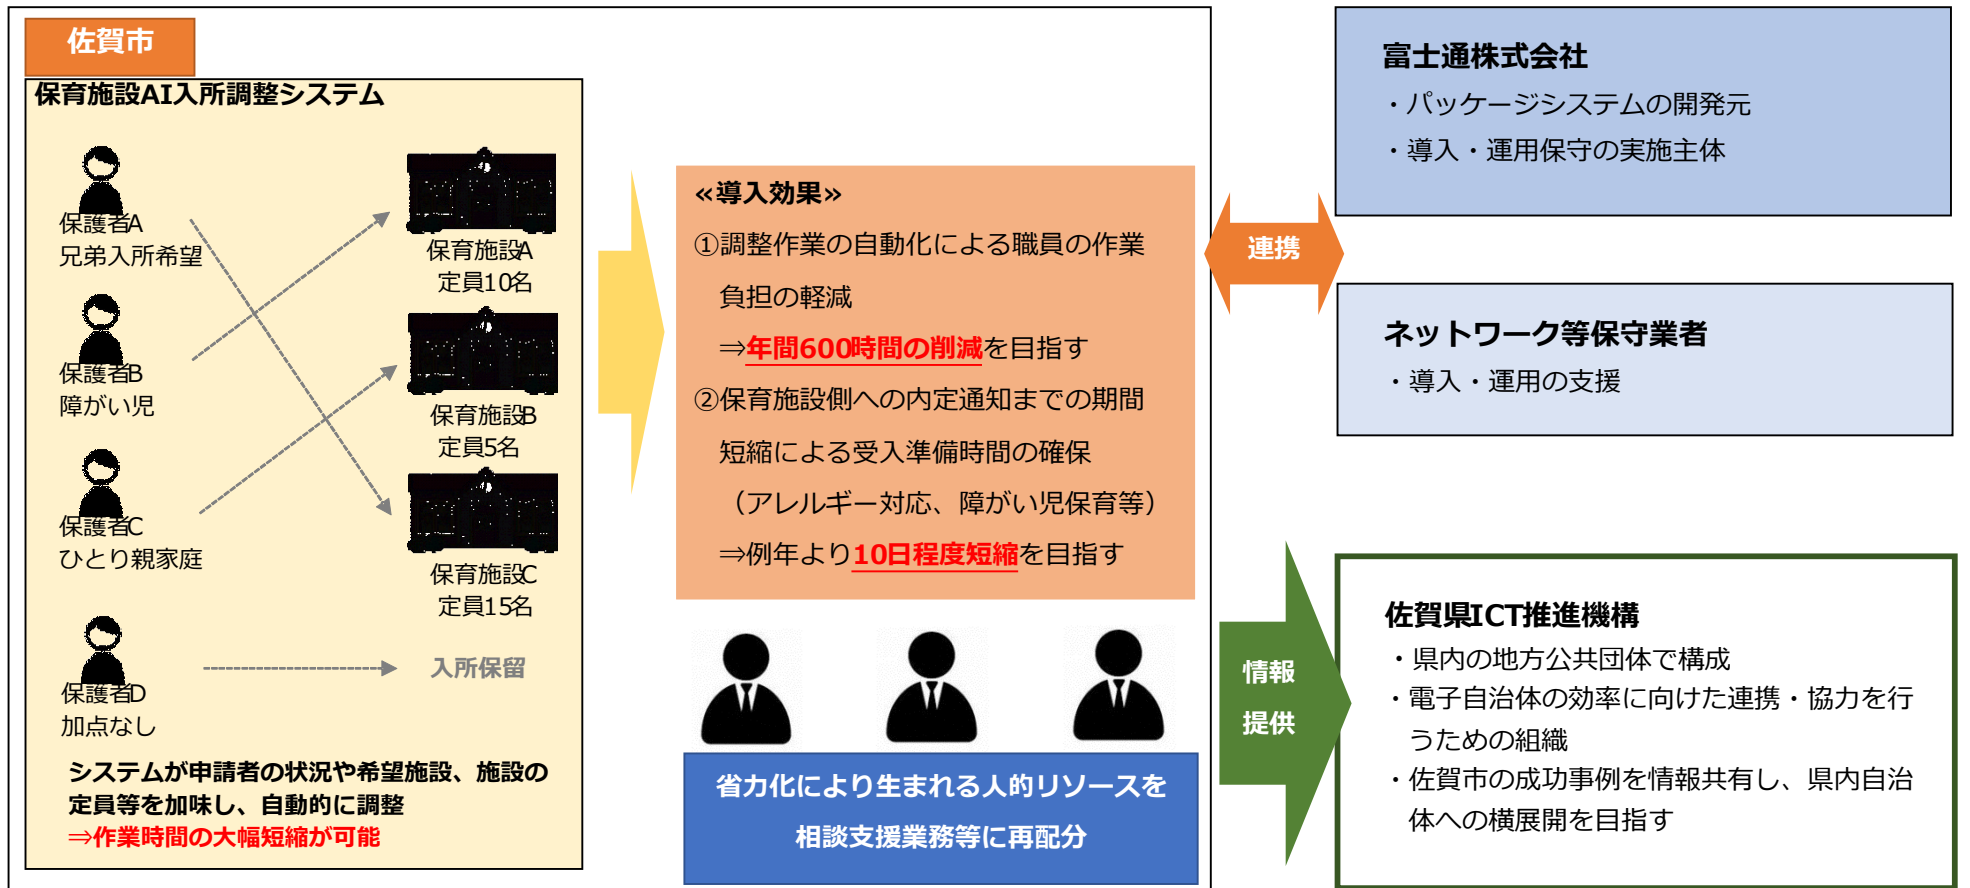 佐賀市
保育施設AI入所調整システム
保護者A
兄弟入所希望
保育施設A
定員10名
保護者B
障がい児
保育施設B
定員5名
保護者C
ひとり親家庭
保育施設C
定員15名
保護者D
加点なし
入所保留
システムが申請者の状況や希望施設、施設の
定員等を加味し、自動的に調整
⇒作業時間の大幅短縮が可能
≪導入効果≫
①調整作業の自動化による職員の作業
負担の軽減
⇒年間600時間の削減を目指す
②保育施設側への内定通知までの期間
短縮による受入準備時間の確保
（アレルギー対応、障がい児保育等）
⇒例年より10日程度短縮を目指す
省力化により生まれる人的リソースを
相談支援業務等に再配分
連携
富士通株式会社
・パッケージシステムの開発元
・導入・運用保守の実施主体
ネットワーク等保守業者
・導入・運用の支援
情報
提供
佐賀県ICT推進機構
・県内の地方公共団体で構成
・電子自治体の効率に向けた連携・協力を行
うための組織
・佐賀市の成功事例を情報共有し、県内自治
体への横展開を目指す